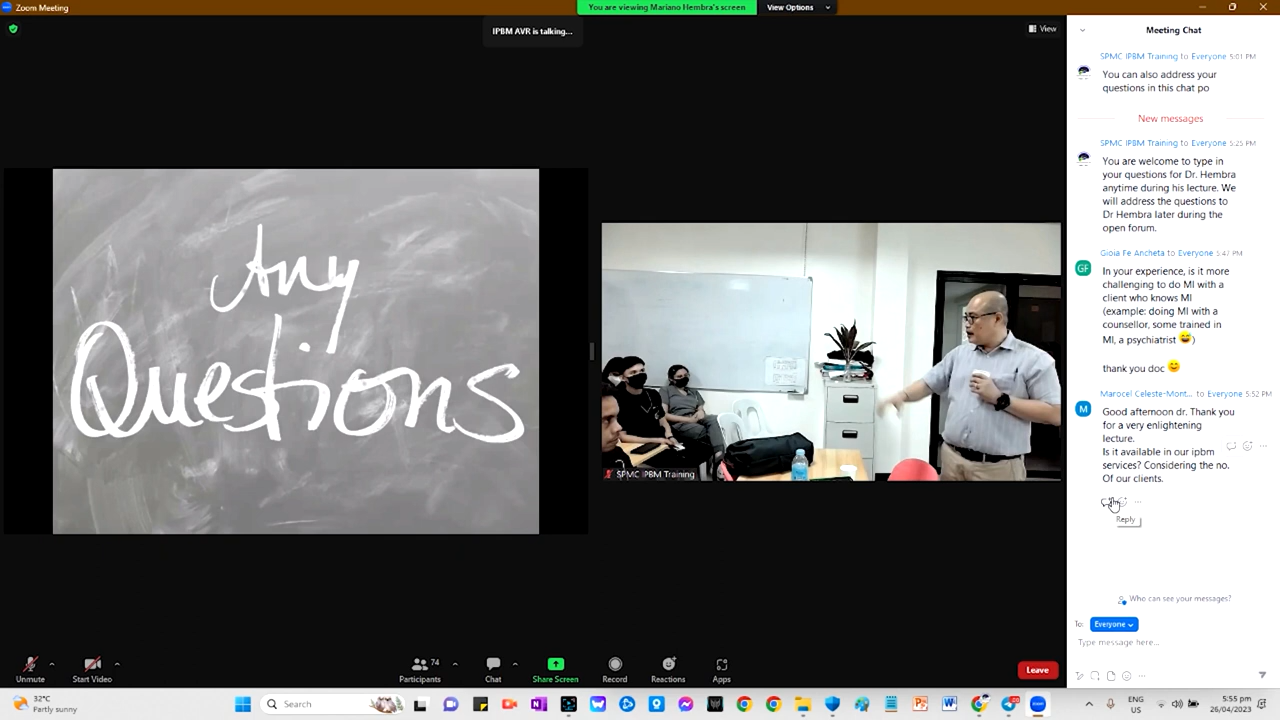 Zoom Meeting
You are viewing Mariano Hembra's screen
View Options
IPBM AVR is talking...
View
Any
Questions
SPMC IPBM Training
Meeting Chat
SPMC IPBM Training to Everyone 5:01 PM
You can also address your
questions in this chat po
New messages
SPMC IPBM Training to Everyone 5:25 PM
You are welcome to type in
your questions for Dr. Hembra
anytime during his lecture. We
will address the questions to
Dr Hembra later during the
open forum.
Gioia Fe Ancheta to Everyone 5:47 PM
GF
In your experience, is it more
challenging to do MI with a
client who knows MI
(example: doing MI with a
counsellor, some trained in
MI, a psychiatrist 😄)
thank you doc 😊
Marocel Celeste-Mont... to Everyone 5:52 PM
M
Good afternoon dr. Thank you
for a very enlightening
lecture.
Is it available in our ipbm
services? Considering the no.
Of our clients.
Reply
Who can see your messages?
To: Everyone
Type message here...
Unmute
Start Video
74
Participants
Chat
Share Screen
Record
Reactions
Apps
Leave
32°C
Partly sunny
Search
ENG
US
5:55 pm
26/04/2023